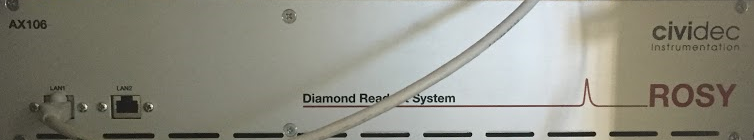 AX106
cividec
Instrumentation
LAN1 LAN2
Diamond System
ROSY